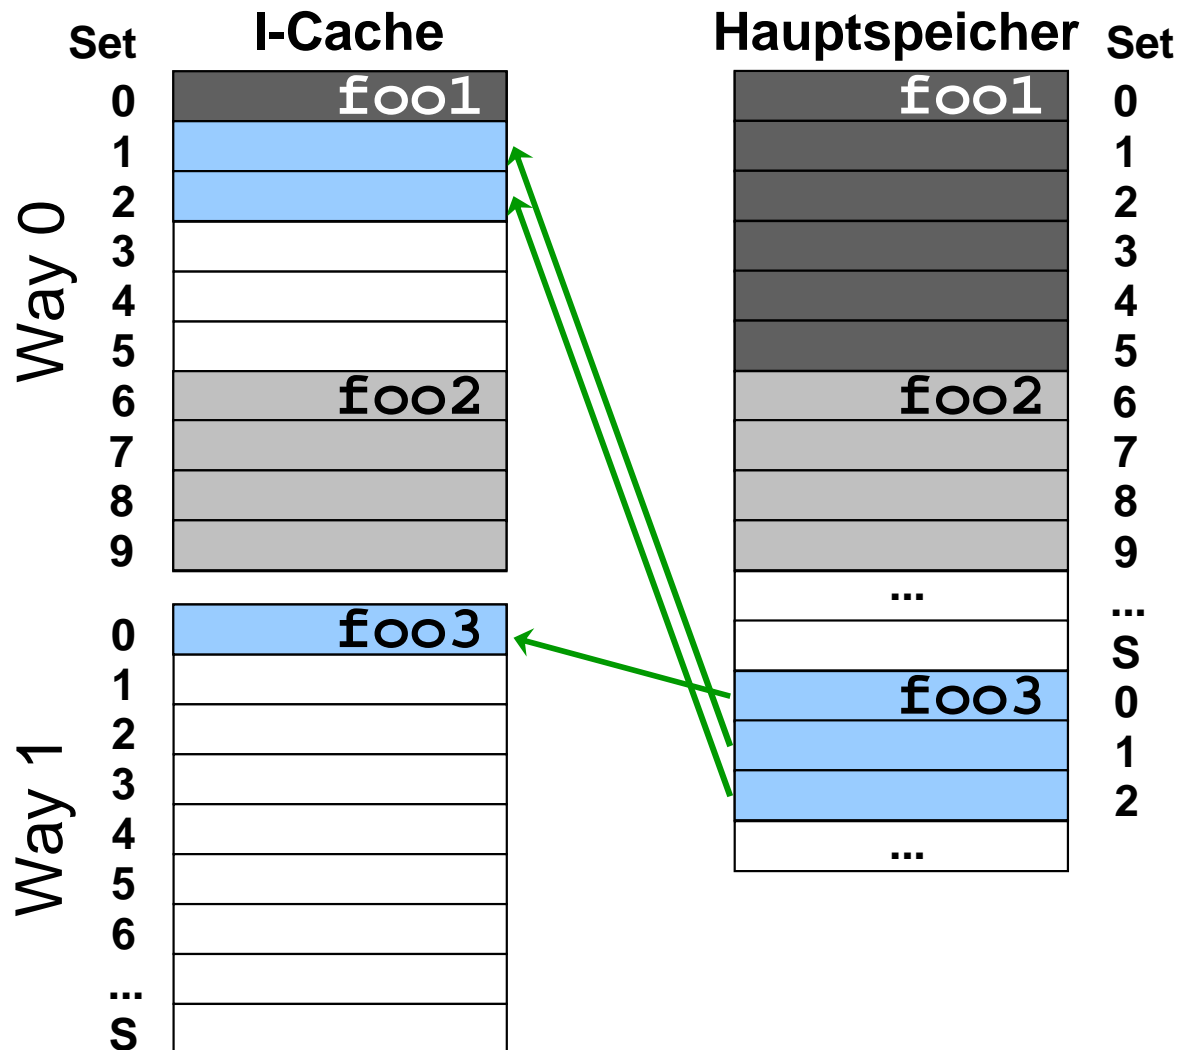 Set I-Cache Hauptspeicher Set
0 foo1 foo1 0
1 1
2 2
3 3
4 4
5 5
6 foo2 foo2 6
7 7
8 8
9 9
... ...
0 foo3 S
1 foo3 0
2 1
3 2
4 ...
5
6
...
S
Way 0
Way 1